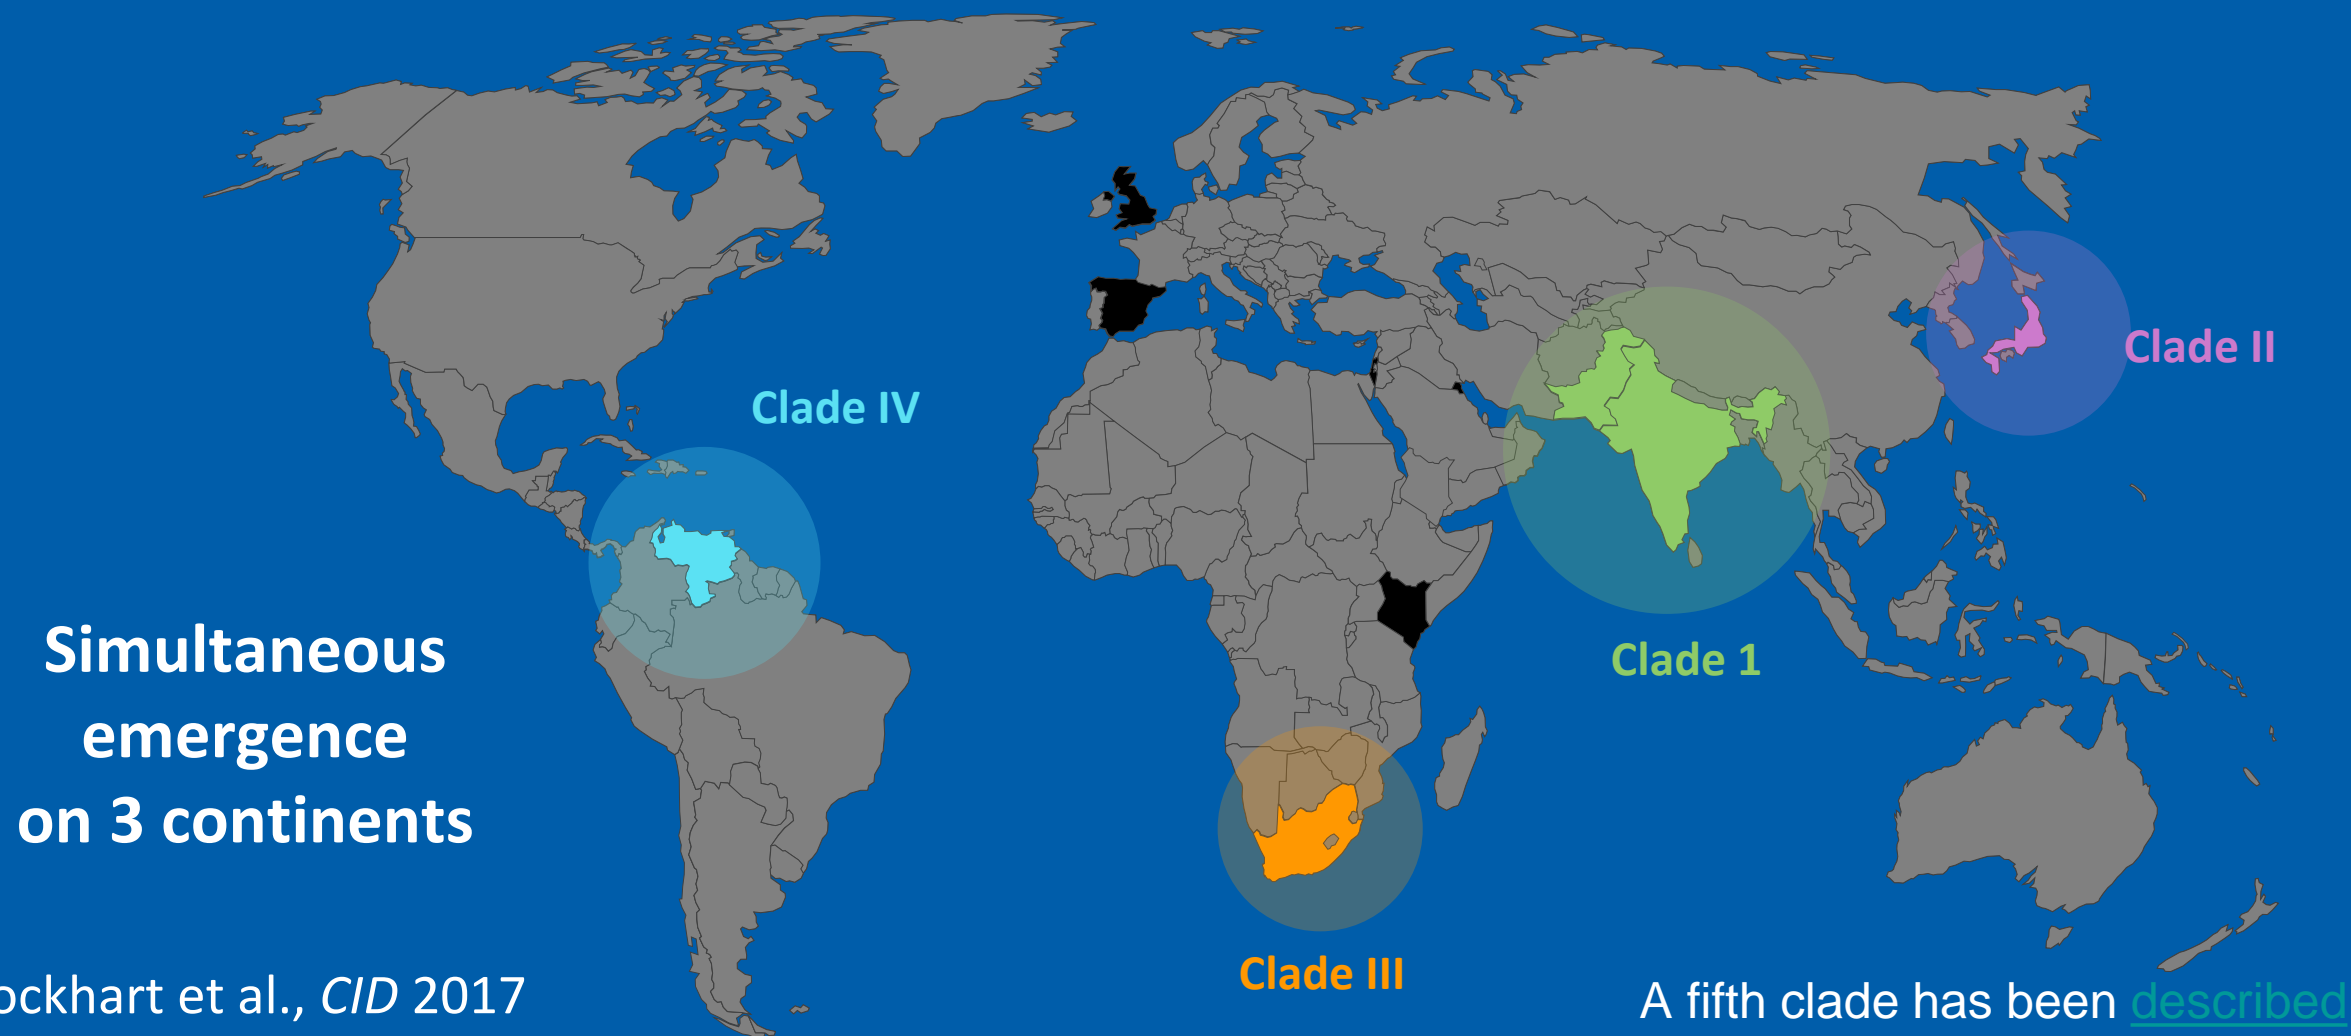 Clade II
Clade IV
Clade 1
Simultaneous
emergence
on 3 continents
Clade III
ockhart et al., CID 2017
A fifth clade has been described